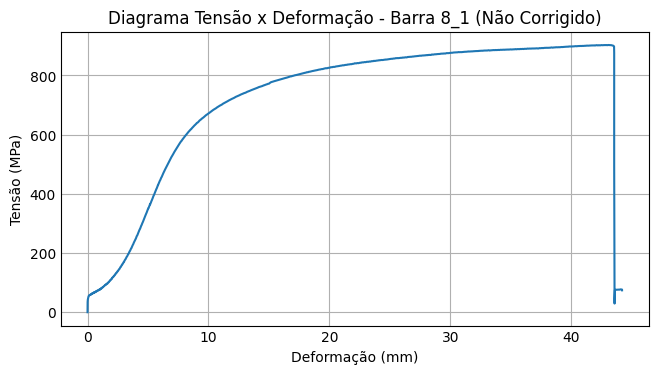 Diagrama Tensão x Deformação - Barra 8_1 (Não Corrigido)
Tensão (MPa)
800
600
400
200
0
0 10 20 30 40
Deformação (mm)